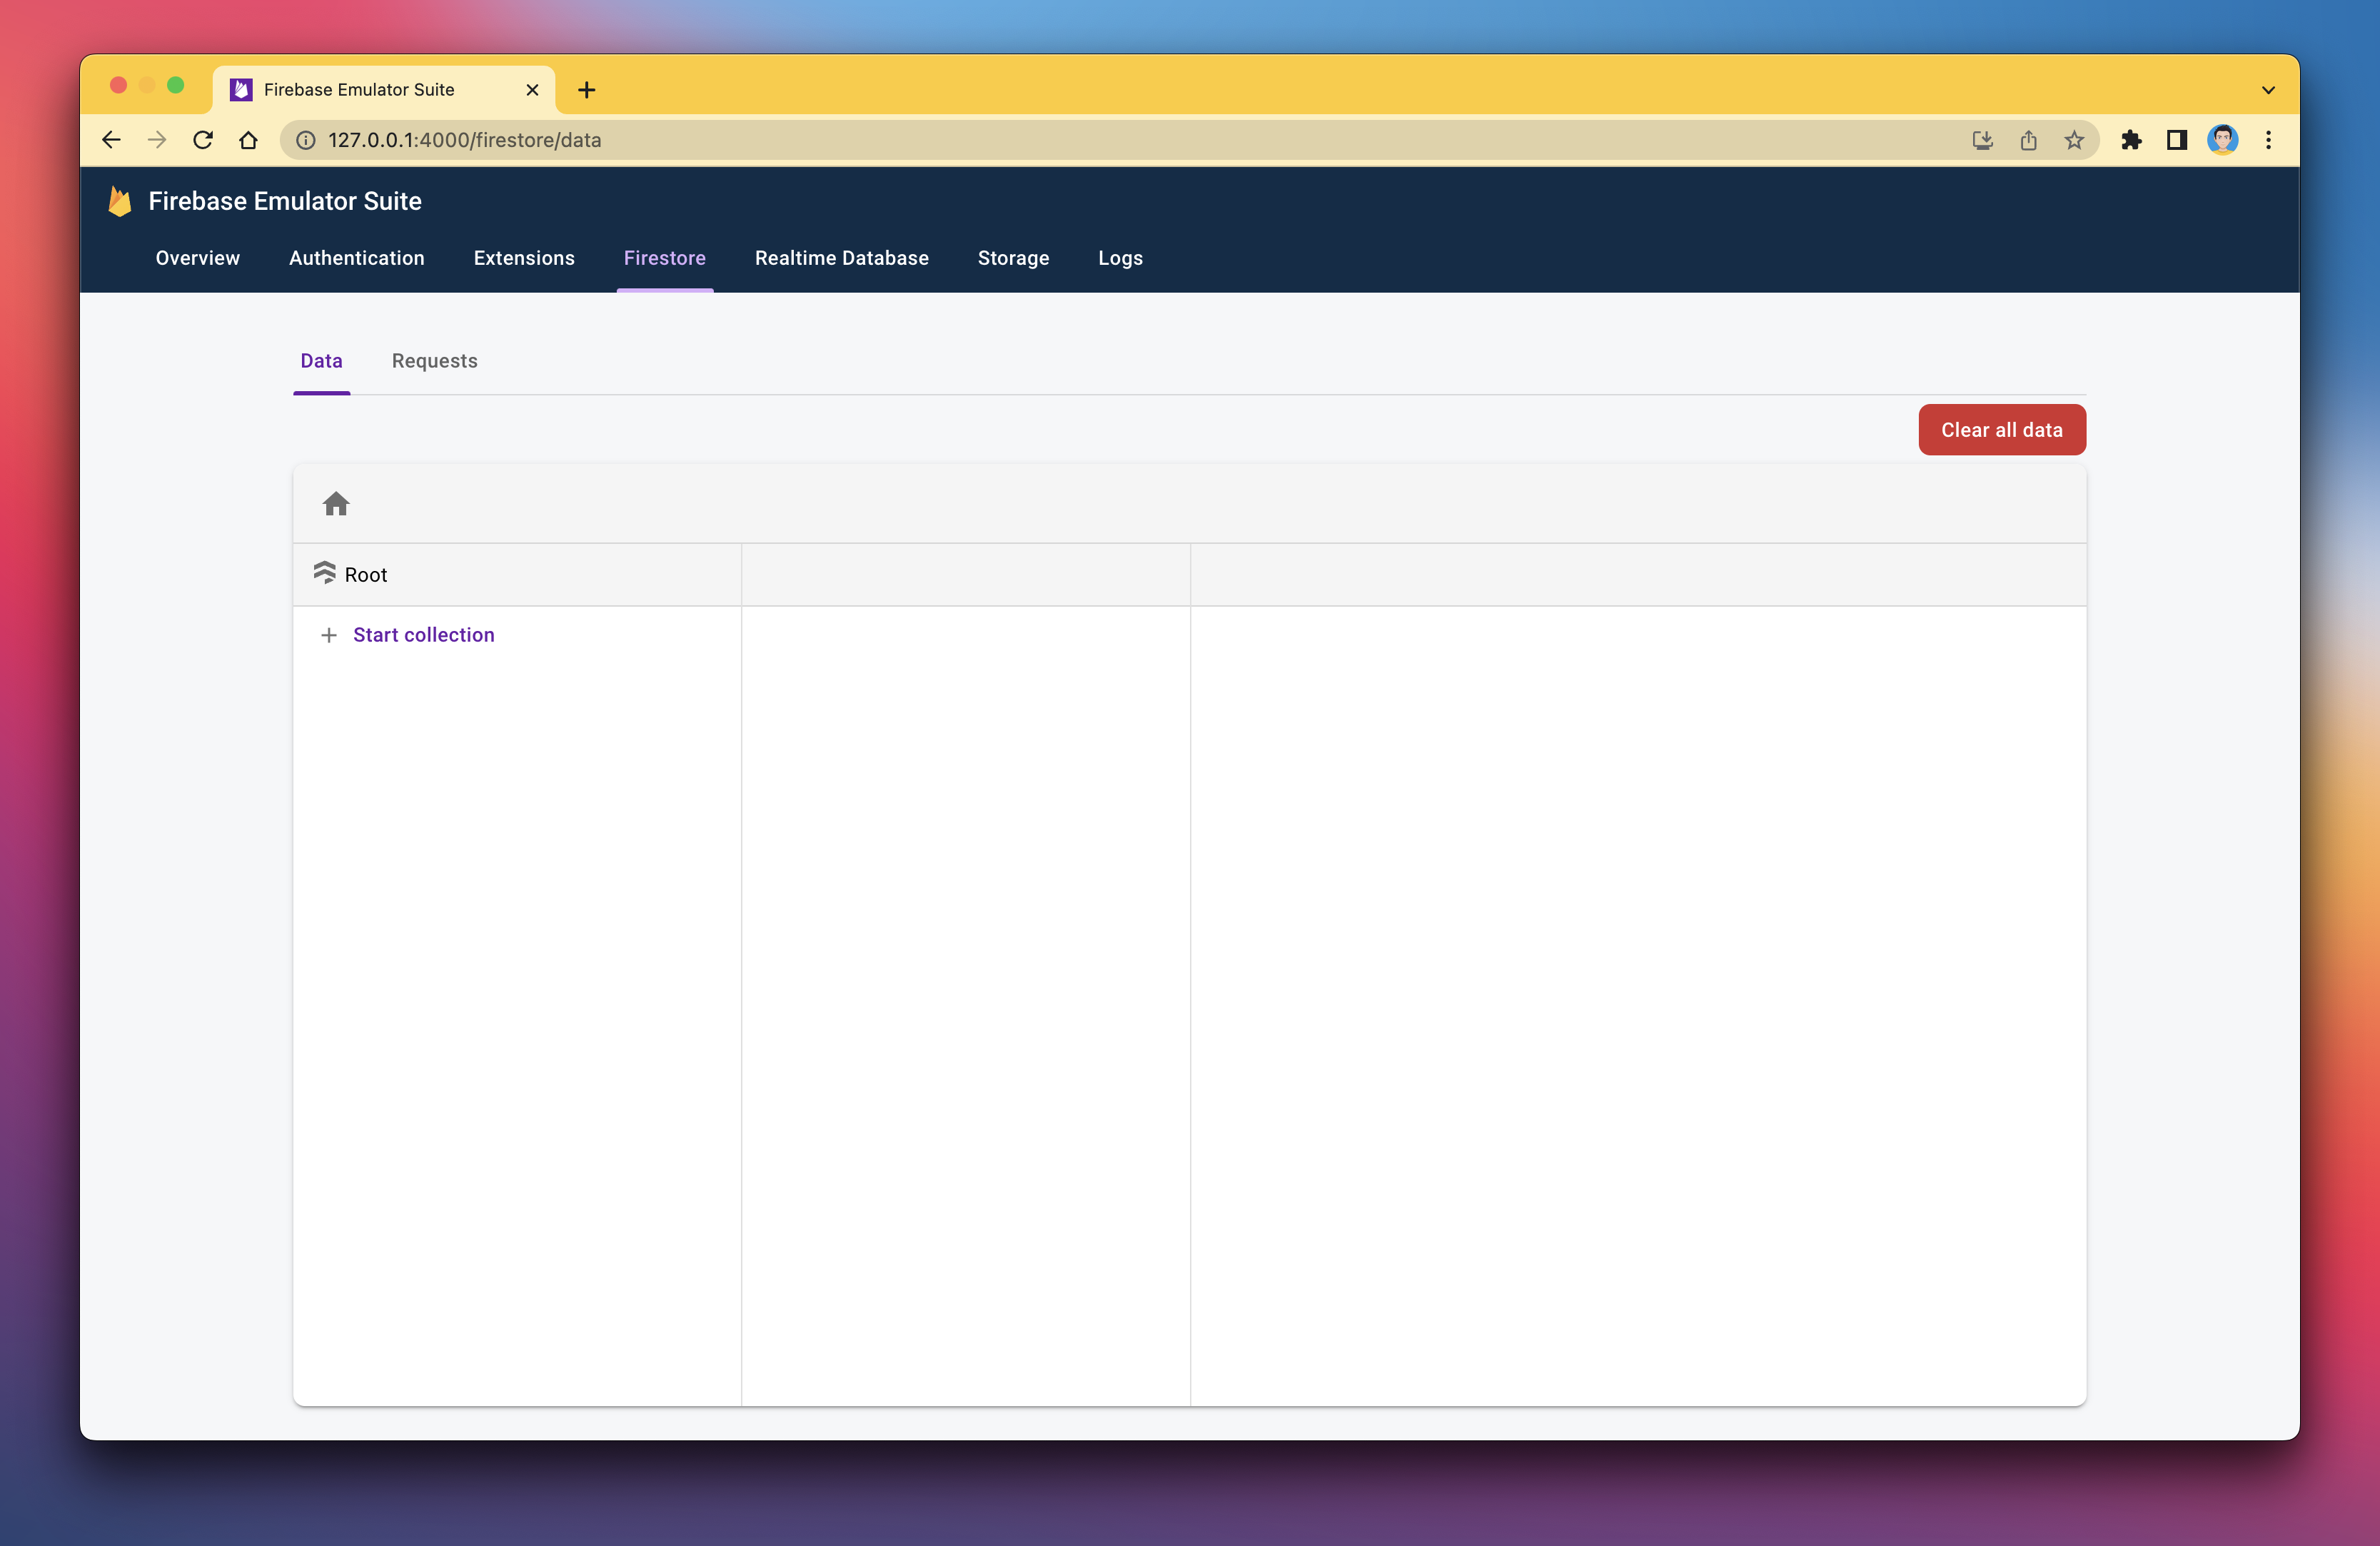 Firebase Emulator Suite
127.0.0.1:4000/firestore/data
Firebase Emulator Suite
Overview Authentication Extensions Firestore Realtime Database Storage Logs
Data Requests
Clear all data
Root
Start collection